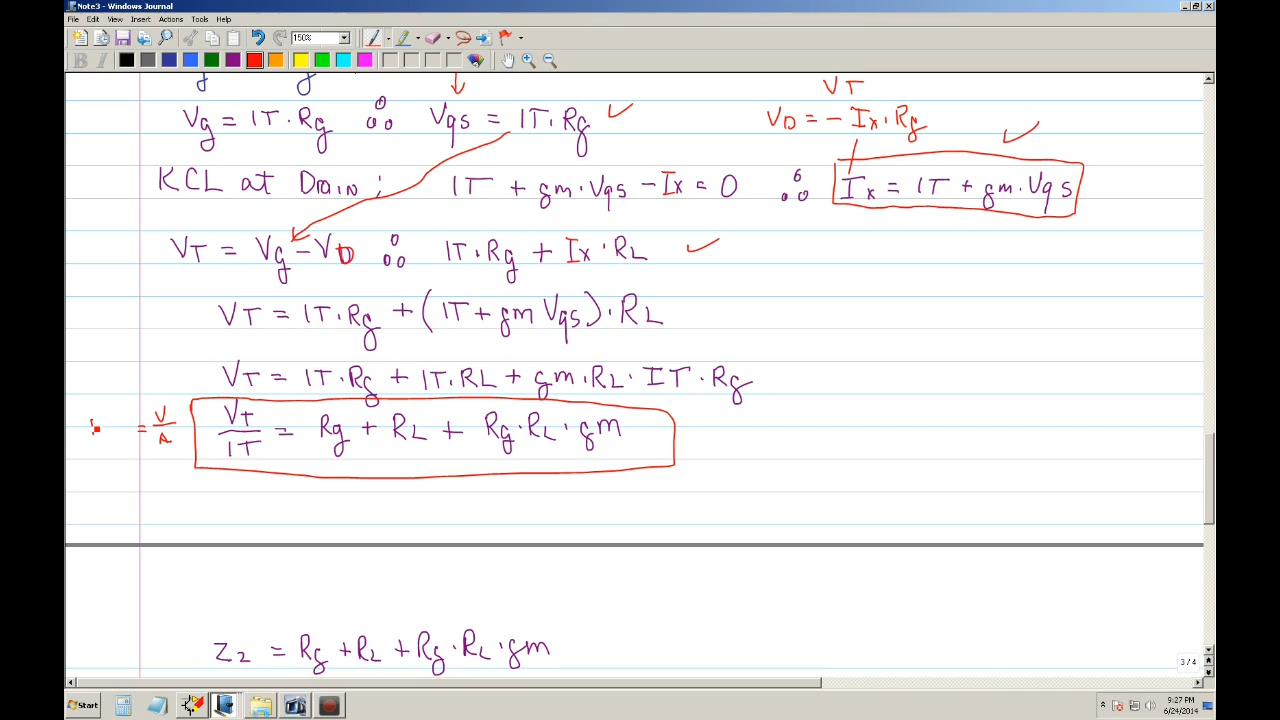 Note3 - Windows Journal
File Edit View Insert Actions Tools Help
150%
B I
g g ↓ VT
Vg = IT · Rg ∴ Vgs = IT · Rg ✓ VD = - Ix · Rg
KCL at Drain : IT + gm · Vgs - Ix = 0 ∴ Ix = IT + gm · Vgs ✓
VT = Vg - VD ∴ IT · Rg + Ix · RL ✓
VT = IT · Rg + (IT + gm Vgs) · RL
VT = IT · Rg + IT · RL + gm · RL · IT · Rg
= V/A Vt/IT = Rg + RL + Rg · RL · gm
Z2 = Rg + RL + Rg · RL · gm
3 / 4
Start 9:27 PM
6/24/2014